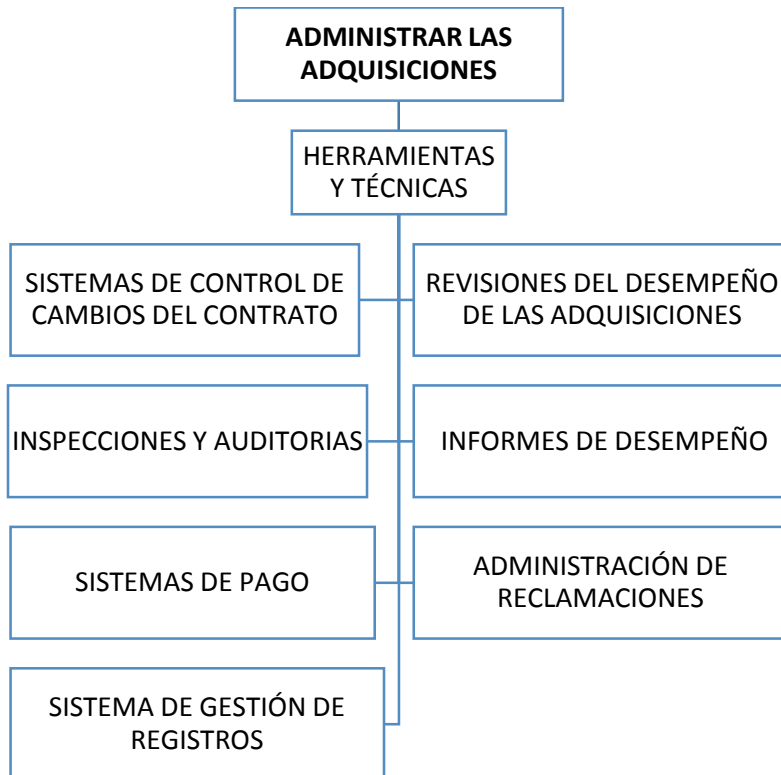 ADMINISTRAR LAS
ADQUISICIONES
HERRAMIENTAS
Y TÉCNICAS
SISTEMAS DE CONTROL DE
CAMBIOS DEL CONTRATO
REVISIONES DEL DESEMPEÑO
DE LAS ADQUISICIONES
INSPECCIONES Y AUDITORIAS
INFORMES DE DESEMPEÑO
SISTEMAS DE PAGO
ADMINISTRACIÓN DE
RECLAMACIONES
SISTEMA DE GESTIÓN DE
REGISTROS